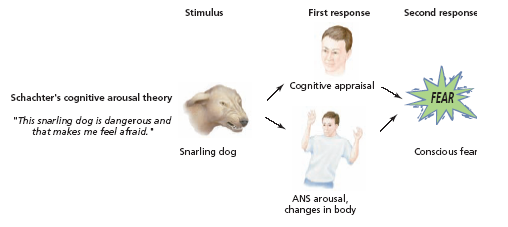 Stimulus First response Second response
Cognitive appraisal
Schachter's cognitive arousal theory
"This snarling dog is dangerous and
that makes me feel afraid."
FEAR
Snarling dog
Conscious fear
ANS arousal,
changes in body